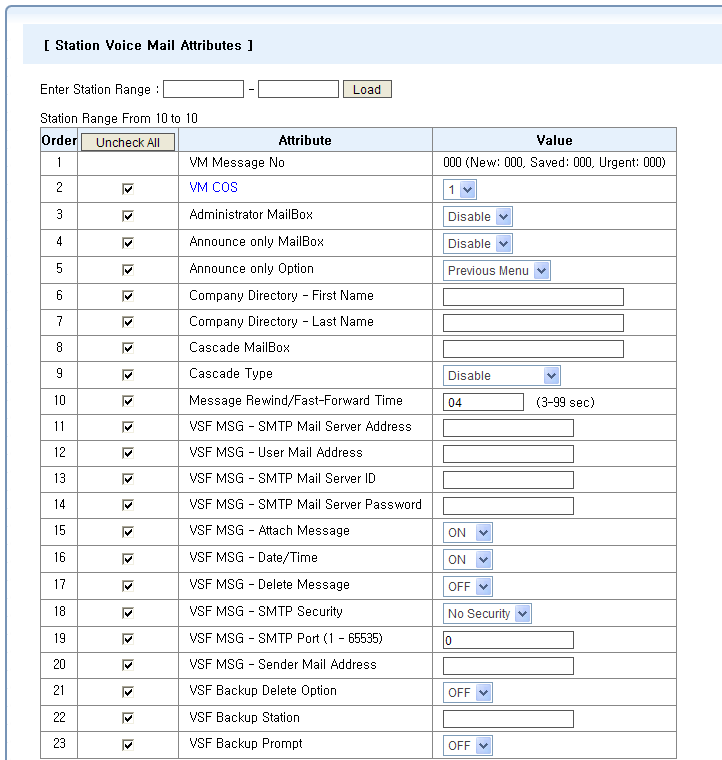 [ Station Voice Mail Attributes ]
Enter Station Range : - Load
Station Range From 10 to 10
Order Uncheck All Attribute Value
1 VM Message No 000 (New: 000, Saved: 000, Urgent: 000)
2 VM COS 1
3 Administrator MailBox Disable
4 Announce only MailBox Disable
5 Announce only Option Previous Menu
6 Company Directory - First Name
7 Company Directory - Last Name
8 Cascade MailBox
9 Cascade Type Disable
10 Message Rewind/Fast-Forward Time 04 (3-99 sec)
11 VSF MSG - SMTP Mail Server Address
12 VSF MSG - User Mail Address
13 VSF MSG - SMTP Mail Server ID
14 VSF MSG - SMTP Mail Server Password
15 VSF MSG - Attach Message ON
16 VSF MSG - Date/Time ON
17 VSF MSG - Delete Message OFF
18 VSF MSG - SMTP Security No Security
19 VSF MSG - SMTP Port (1 - 65535) 0
20 VSF MSG - Sender Mail Address
21 VSF Backup Delete Option OFF
22 VSF Backup Station
23 VSF Backup Prompt OFF